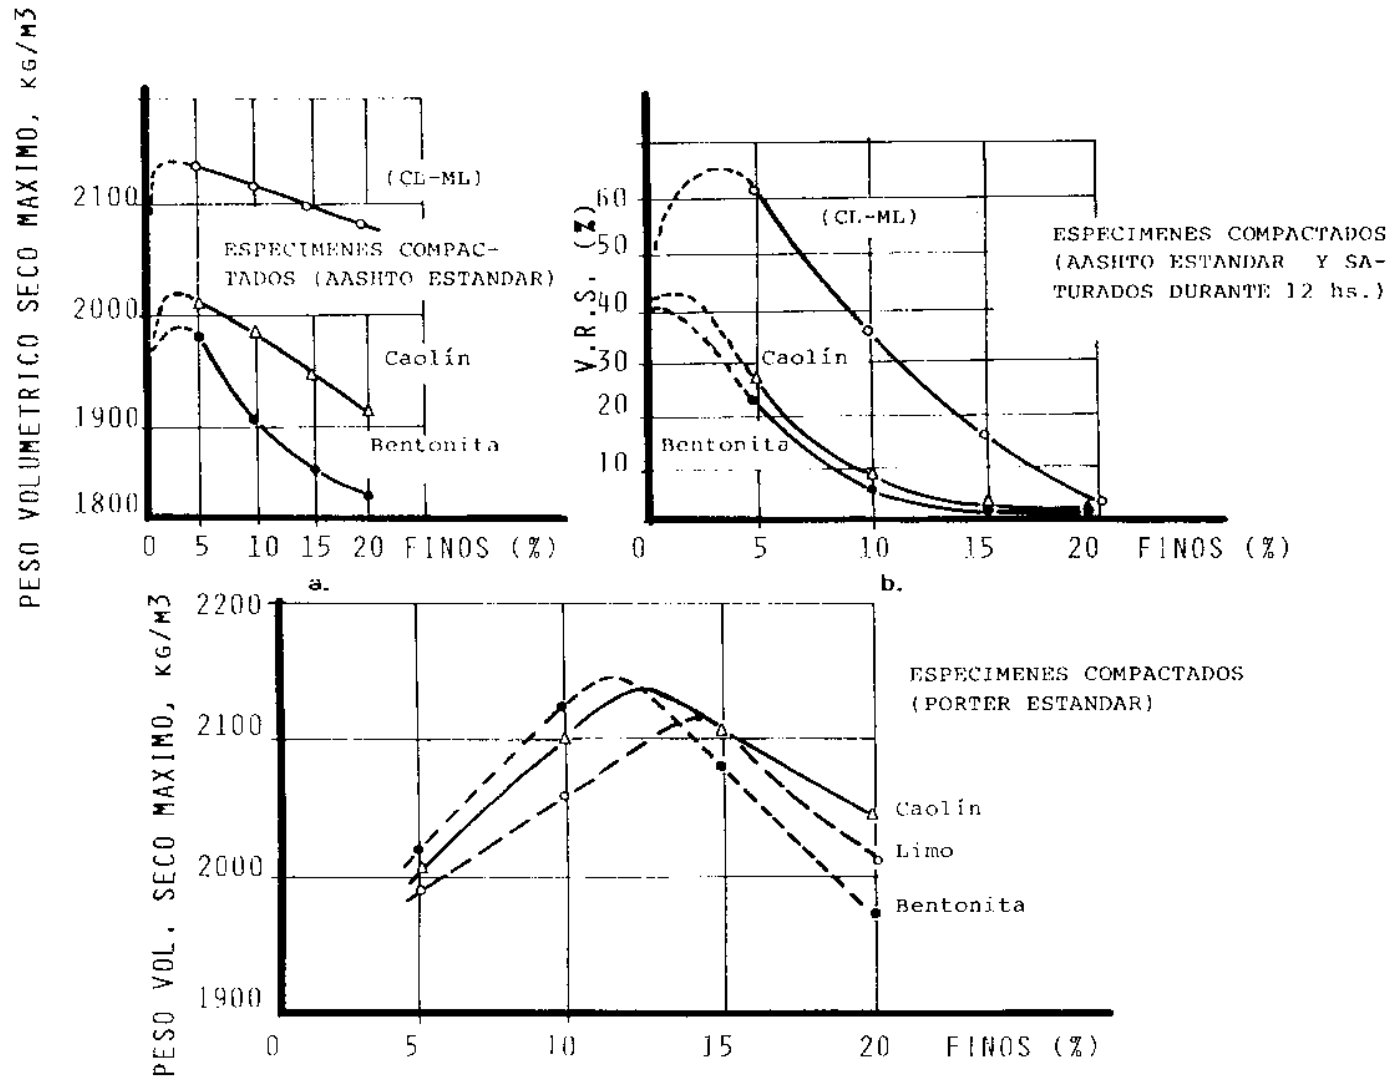 PESO VOLUMETRICO SECO MAXIMO, KG/M3
2100
2000
1900
1800
(CL-ML)
ESPECIMENES COMPAC-
TADOS (AASHTO ESTANDAR)
Caolín
Bentonita
0 5 10 15 20 FINOS (%)
a.
V.R.S. (%)
60
50
40
30
20
10
(CL-ML)
Caolín
Bentonita
ESPECIMENES COMPACTADOS
(AASHTO ESTANDAR Y SA-
TURADOS DURANTE 12 hs.)
0 5 10 15 20 FINOS (%)
b.
PESO VOL. SECO MAXIMO, KG/M3
2200
2100
2000
1900
ESPECIMENES COMPACTADOS
(PORTER ESTANDAR)
Caolín
Limo
Bentonita
0 5 10 15 20 FINOS (%)